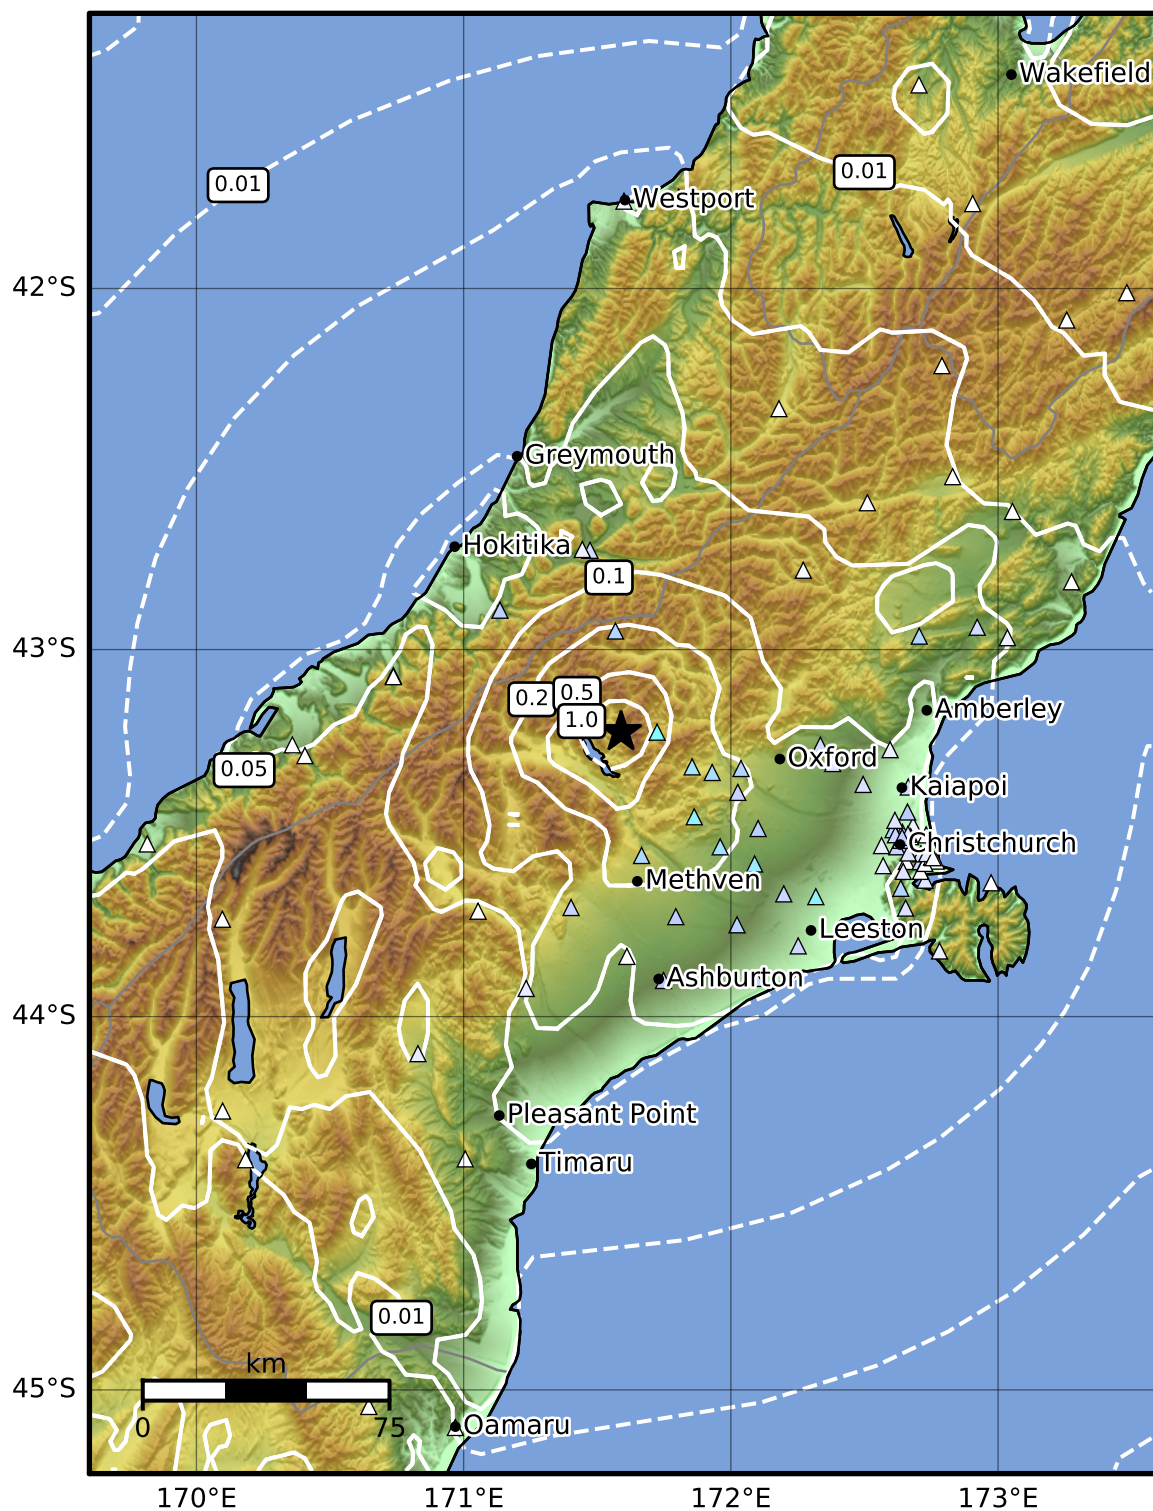 Wakefield
0.01
0.01
Westport
42°S
Greymouth
Hokitika
0.1
43°S
0.2
0.5
1.0
Amberley
Oxford
0.05
Kaiapoi
Christchurch
Methven
Leeston
Ashburton
44°S
Pleasant Point
Timaru
0.01
km
45°S
0
75
Oamaru
170°E
171°E
172°E
173°E